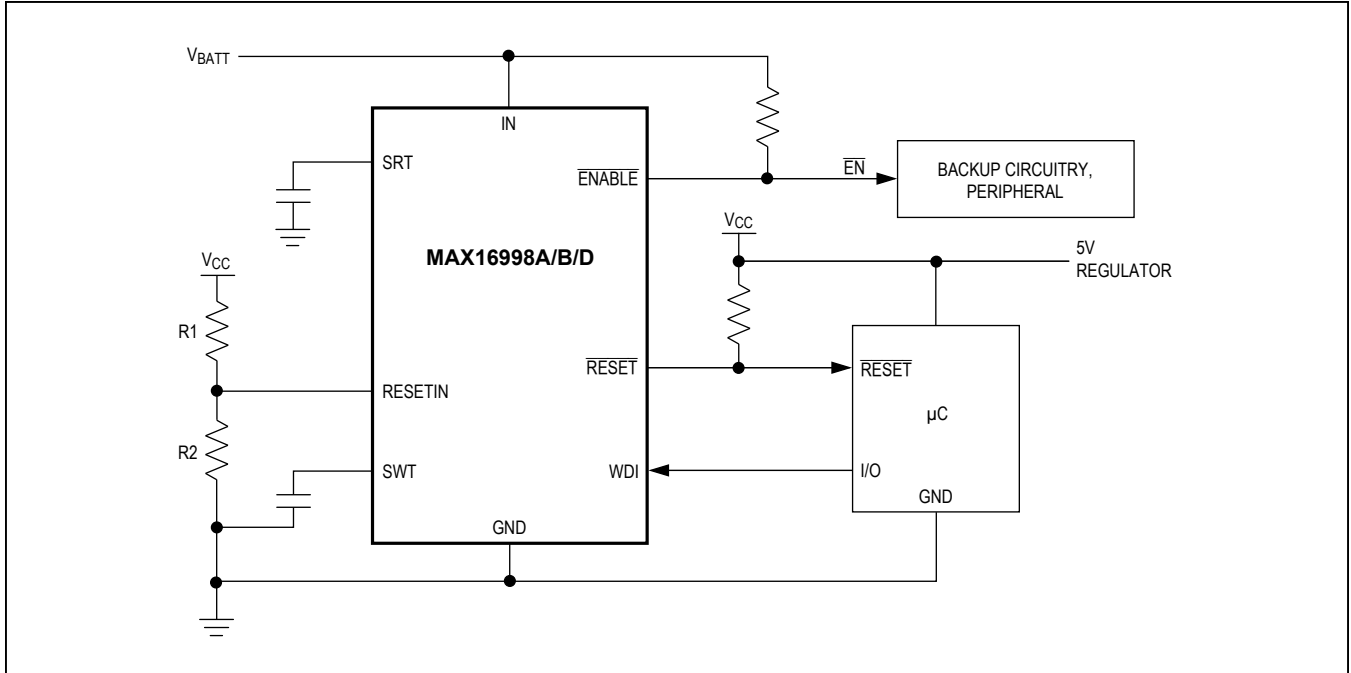 VBATT
IN
SRT
ENABLE
EN
BACKUP CIRCUITRY,
PERIPHERAL
VCC
MAX16998A/B/D
VCC
5V
REGULATOR
R1
RESET
RESET
RESETIN
µC
R2
SWT
WDI
I/O
GND
GND